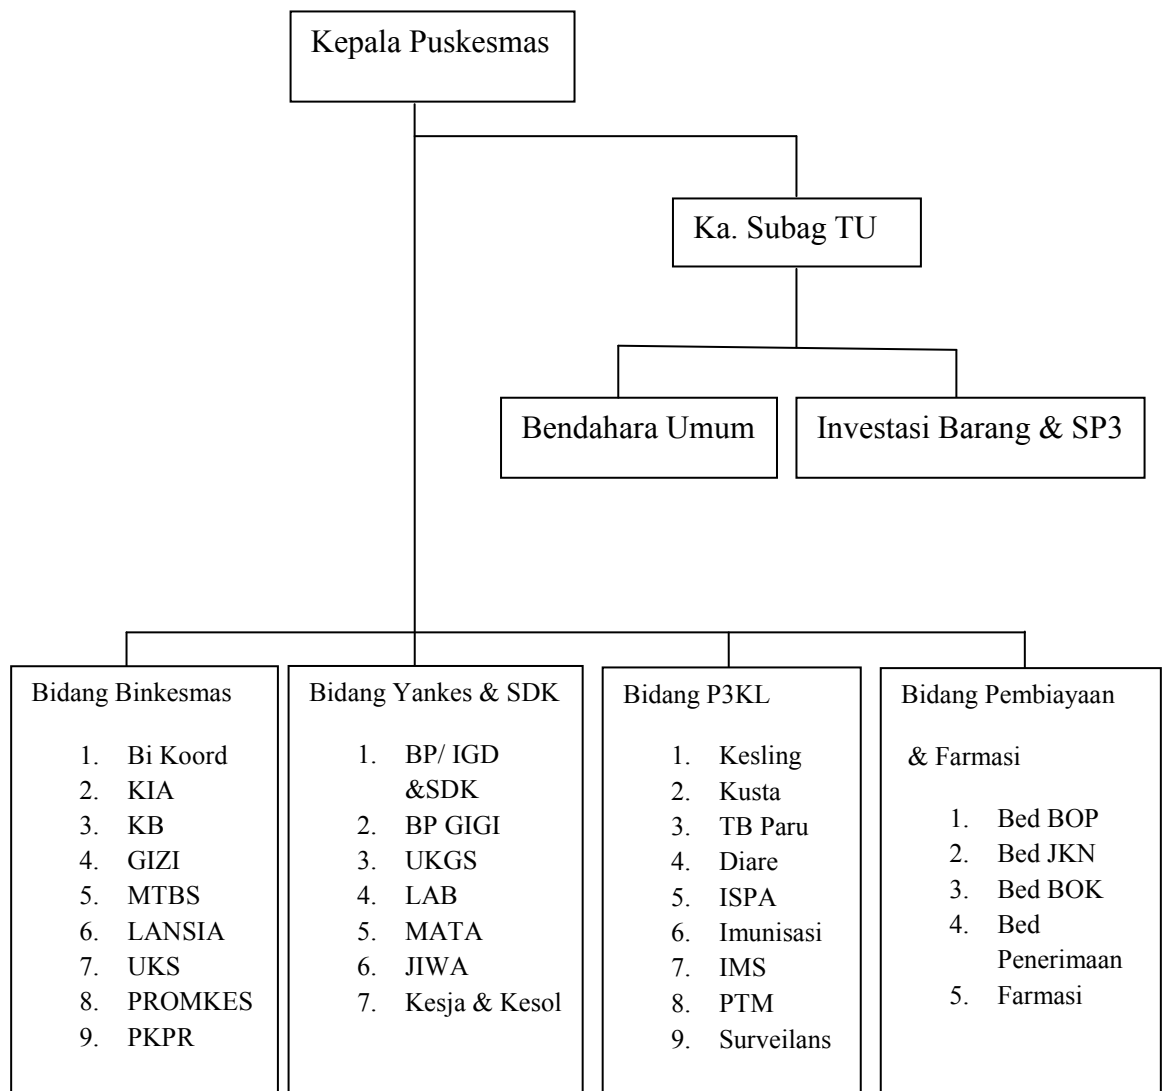 Kepala Puskesmas
Ka. Subag TU
Bendahara Umum
Investasi Barang & SP3
Bidang Binkesmas
1. Bi Koord
2. KIA
3. KB
4. GIZI
5. MTBS
6. LANSIA
7. UKS
8. PROMKES
9. PKPR
Bidang Yankes & SDK
1. BP/ IGD
&SDK
2. BP GIGI
3. UKGS
4. LAB
5. MATA
6. JIWA
7. Kesja & Kesol
Bidang P3KL
1. Kesling
2. Kusta
3. TB Paru
4. Diare
5. ISPA
6. Imunisasi
7. IMS
8. PTM
9. Surveilans
Bidang Pembiayaan
& Farmasi
1. Bed BOP
2. Bed JKN
3. Bed BOK
4. Bed
Penerimaan
5. Farmasi